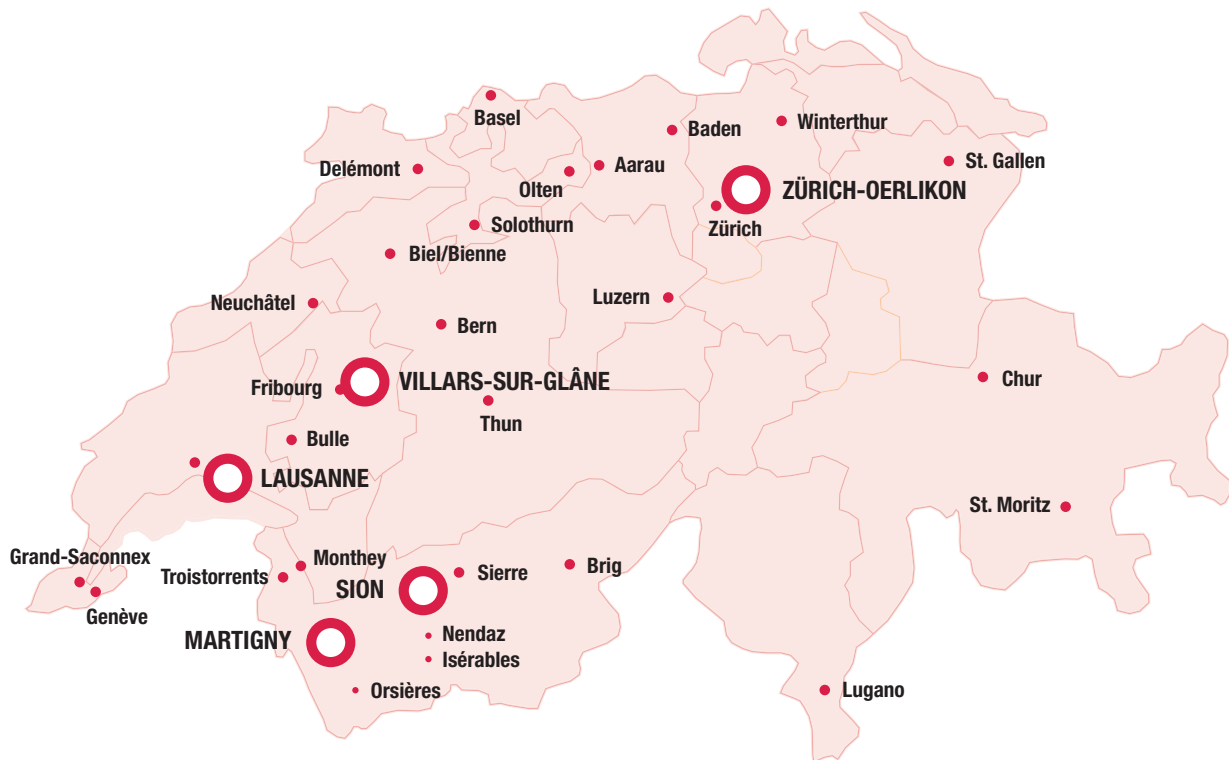 Basel
Baden
Winterthur
Delémont
Olten
Aarau
St. Gallen
ZÜRICH-OERLIKON
Zürich
Solothurn
Biel/Bienne
Neuchâtel
Luzern
Bern
Fribourg
VILLARS-SUR-GLÂNE
Chur
Thun
Bulle
LAUSANNE
St. Moritz
Grand-Saconnex
Monthey
Troistorrents
Genève
SION
Sierre
Brig
MARTIGNY
Nendaz
Isérables
Orsières
Lugano